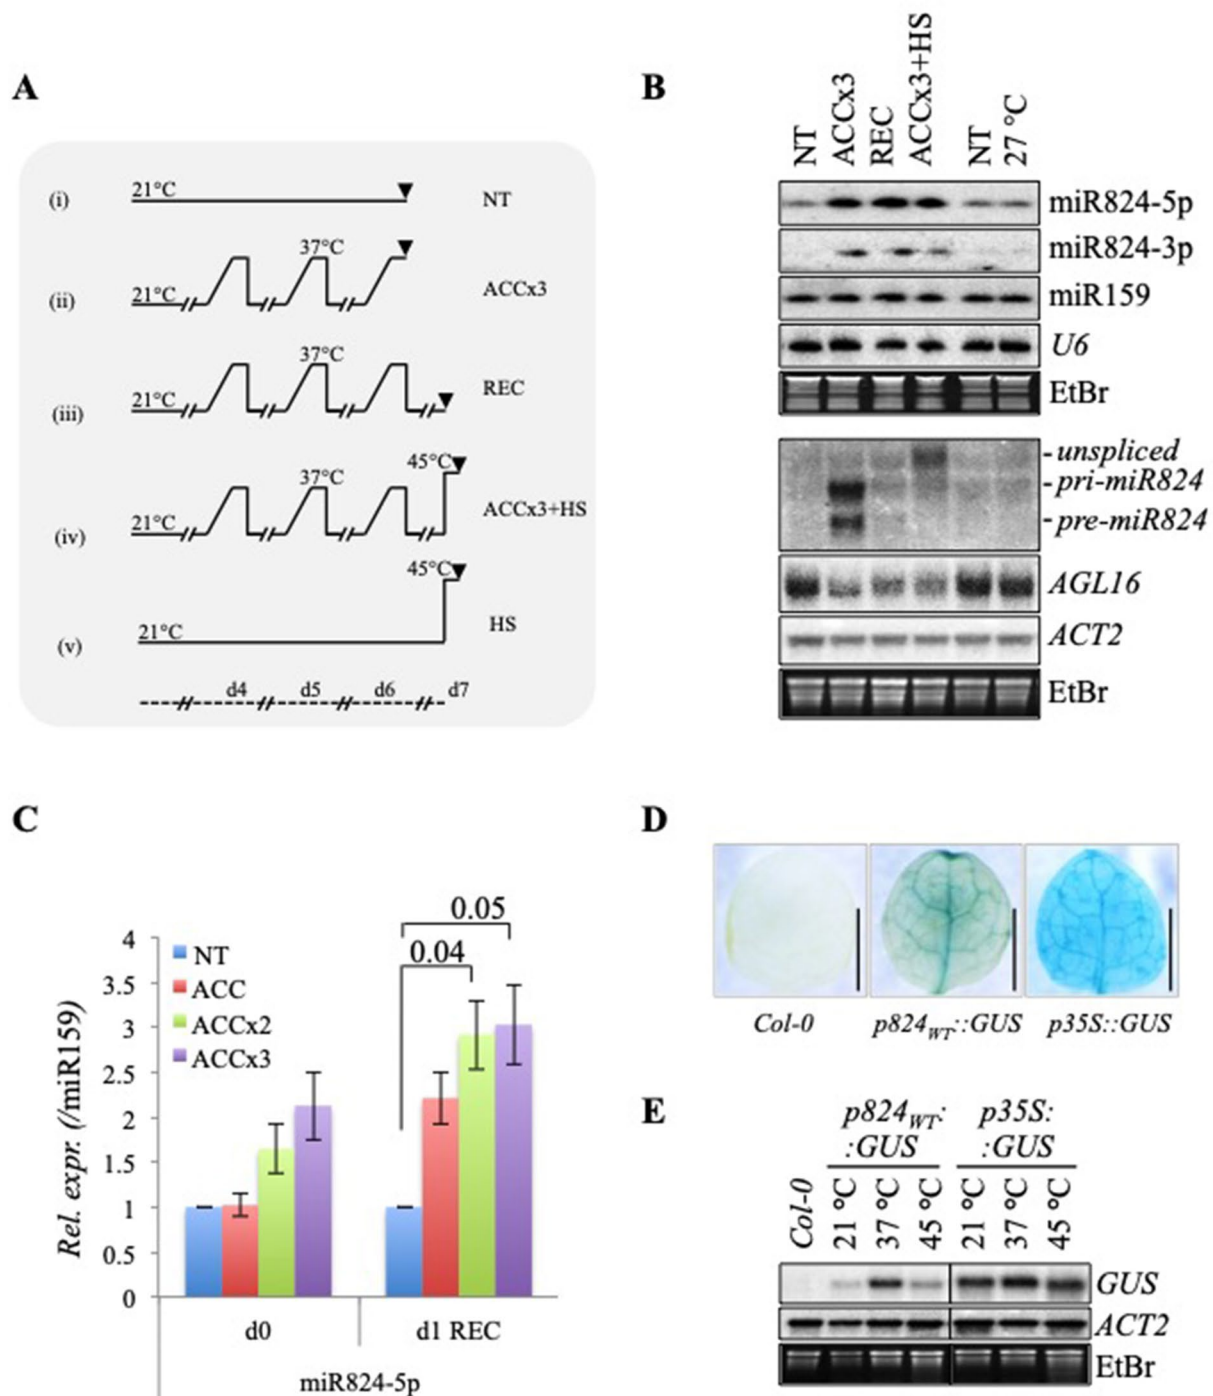 A
(i) 21°C NT
(ii) 21°C 37°C ACCx3
(iii) 21°C 37°C REC
(iv) 21°C 37°C 45°C ACCx3+HS
(v) 21°C 45°C HS
d4 d5 d6 d7
B
NT ACCx3 REC ACCx3+HS NT 27 °C
miR824-5p
miR824-3p
miR159
U6
EtBr
unspliced
pri-miR824
pre-miR824
AGL16
ACT2
EtBr
C
Rel. expr. (/miR159)
4
3.5
3
2.5
2
1.5
1
0.5
0
NT
ACC
ACCx2
ACCx3
0.05
0.04
d0 d1 REC
miR824-5p
D
Col-0 p824WT::GUS p35S::GUS
E
p824WT: p35S:
:GUS :GUS
Col-0 21 °C 37 °C 45 °C 21 °C 37 °C 45 °C
GUS
ACT2
EtBr